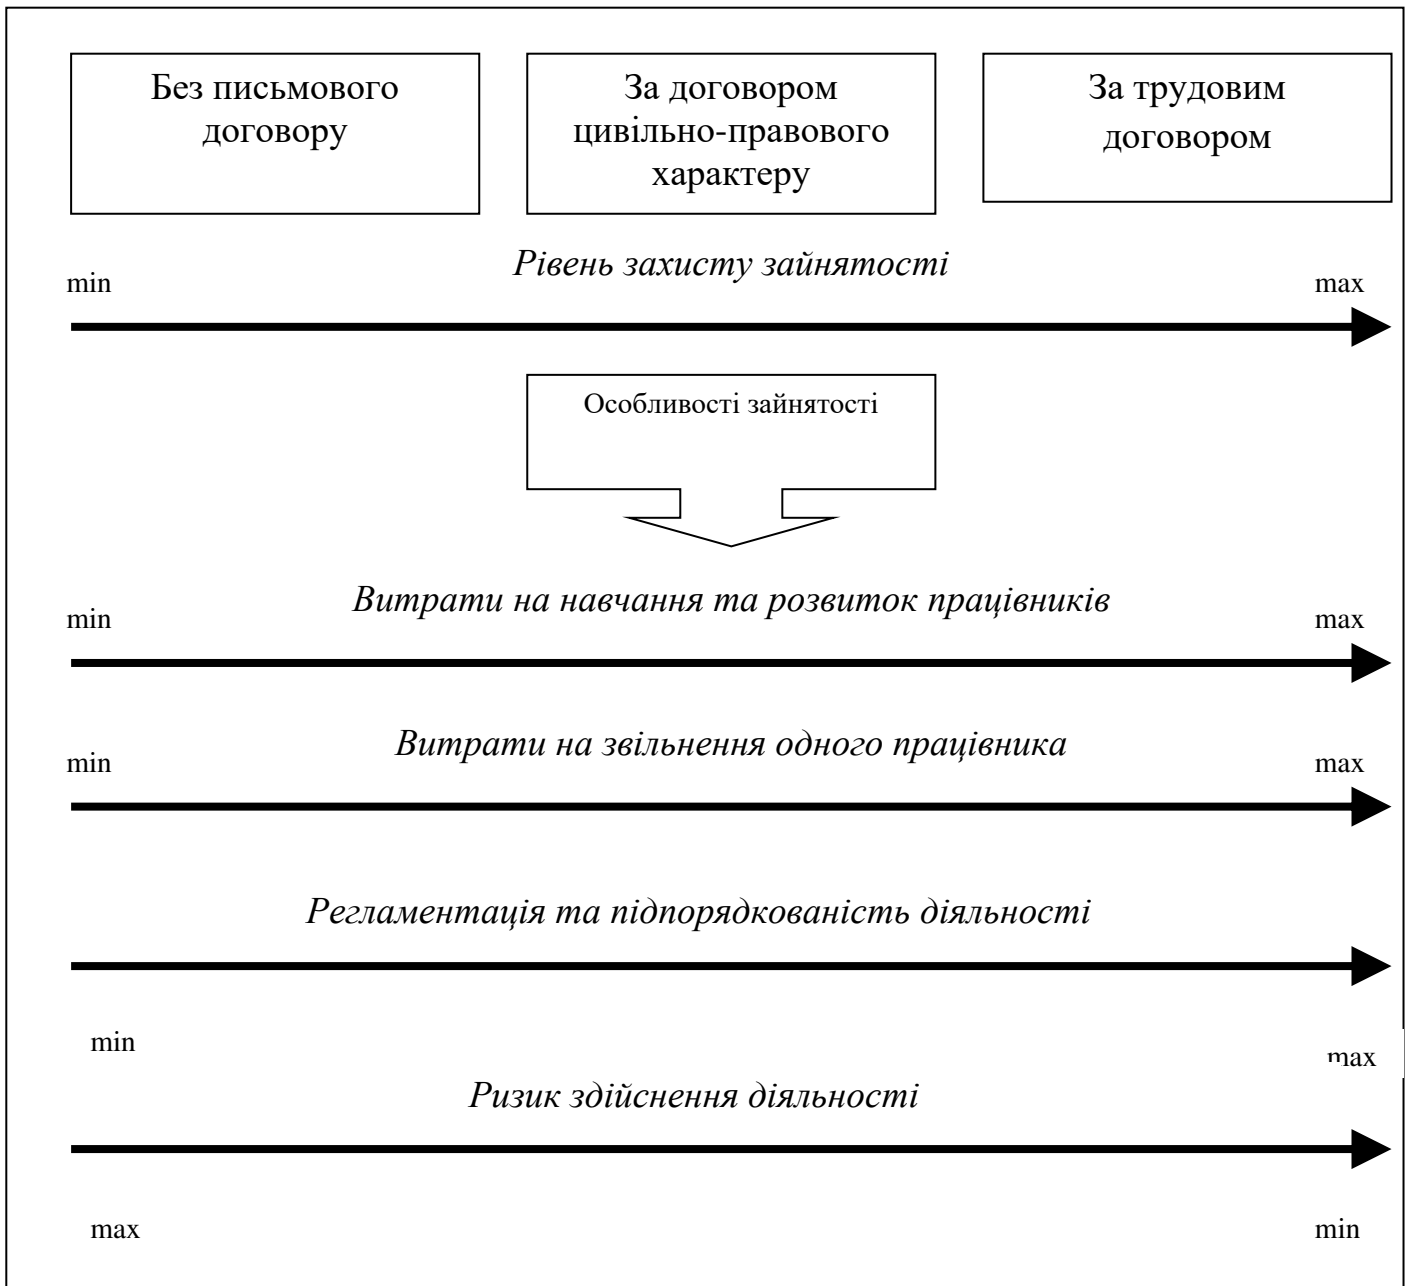 Без письмового
договору
За договором
цивільно-правового
характеру
За трудовим
договором
Рівень захисту зайнятості
min
max
Особливості зайнятості
Витрати на навчання та розвиток працівників
min
max
Витрати на звільнення одного працівника
min
max
Регламентація та підпорядкованість діяльності
min
max
Ризик здійснення діяльності
max
min